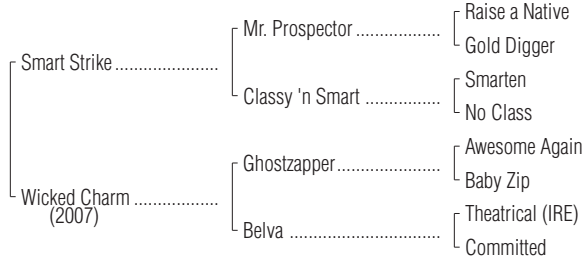 Raise a Native
Mr. Prospector ..................
Gold Digger
Smart Strike ......................
Smarten
Classy 'n Smart ................
No Class
Awesome Again
Ghostzapper......................
Baby Zip
Wicked Charm ..................
(2007)
Theatrical (IRE)
Belva ................................
Committed